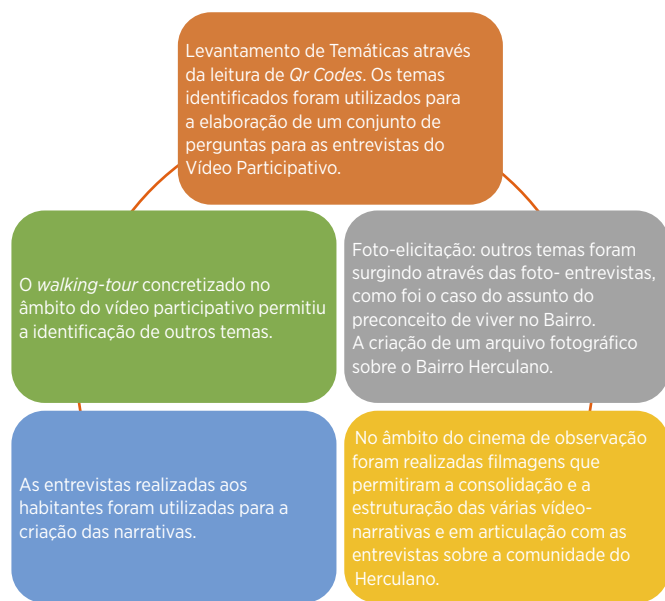 Levantamento de Temáticas através
da leitura de Qr Codes. Os temas
identificados foram utilizados para
a elaboração de um conjunto de
perguntas para as entrevistas do
Vídeo Participativo.
O walking-tour concretizado no
âmbito do vídeo participativo permitiu
a identificação de outros temas.
Foto-elicitação: outros temas foram
surgindo através das foto- entrevistas,
como foi o caso do assunto do
preconceito de viver no Bairro.
A criação de um arquivo fotográfico
sobre o Bairro Herculano.
As entrevistas realizadas aos
habitantes foram utilizadas para a
criação das narrativas.
No âmbito do cinema de observação
foram realizadas filmagens que
permitiram a consolidação e a
estruturação das várias vídeo-
narrativas e em articulação com as
entrevistas sobre a comunidade do
Herculano.